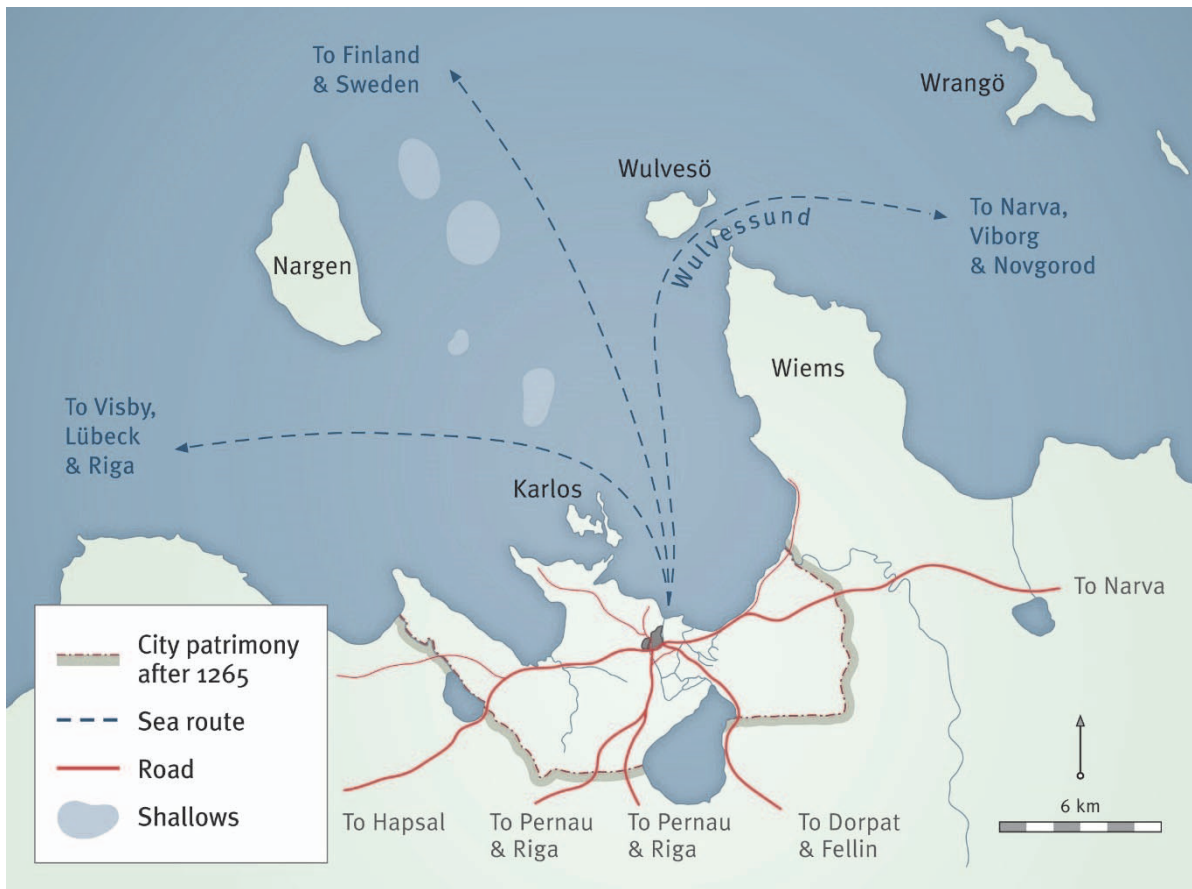 To Finland
& Sweden
Wrangö
Wulvesö
Wulvessund
To Narva,
Viborg
& Novgorod
Nargen
Wiems
To Visby,
Lübeck
& Riga
Karlos
To Narva
City patrimony
after 1265
Sea route
Road
Shallows
6 km
To Hapsal
To Pernau
& Riga
To Pernau
& Riga
To Dorpat
& Fellin